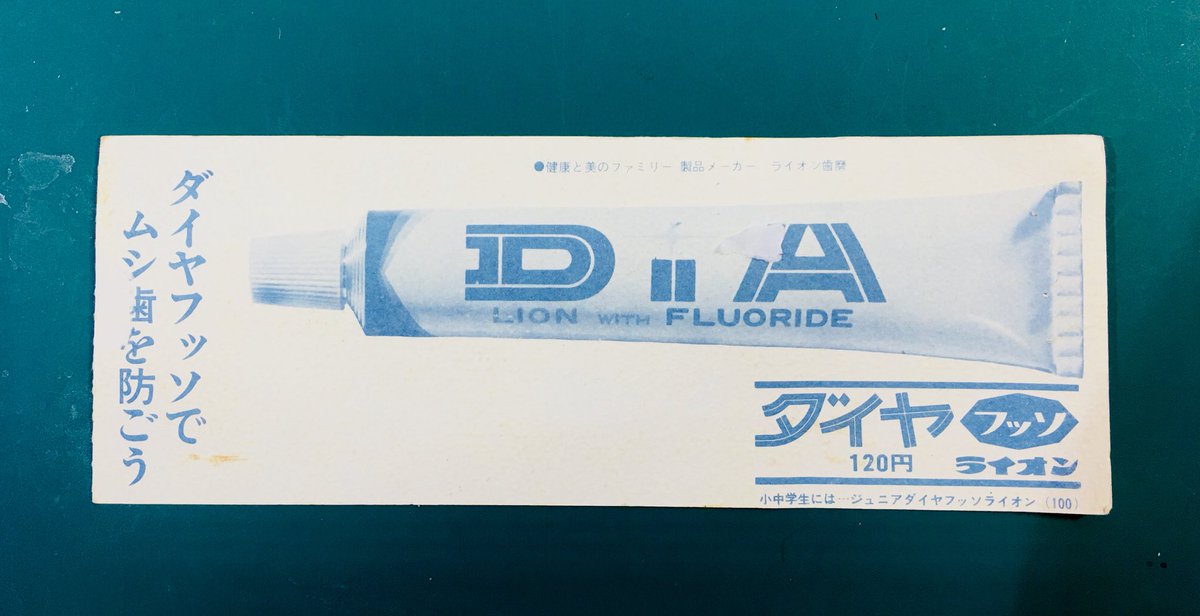 ダイヤフッソで
ムシ歯を防ごう
●健康と美のファミリー 製品メーカー ライオン歯磨
DiA
LION WITH FLUORIDE
ダイヤ フッソ
120円 ライオン
小中学生には…ジュニアダイヤフッソライオン(100)